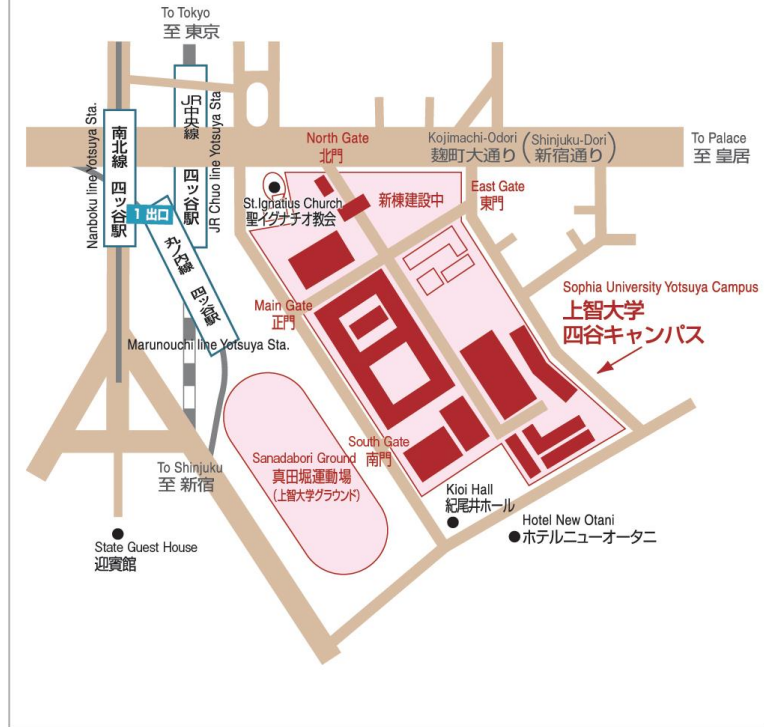 To Tokyo
至 東京
Nanboku line Yotsuya Sta.
南北線 四ッ谷駅
JR中央線 四ッ谷駅
JR Chuo line Yotsuya Sta
1 出口
丸ノ内線 四ッ谷駅
Marunouchi line Yotsuya Sta.
North Gate
北門
Kojimachi-Odori (Shinjuku-Dori)
麹町大通り(新宿通り)
To Palace
至 皇居
St.Ignatius Church
聖イグナチオ教会
新棟建設中
East Gate
東門
Main Gate
正門
Sophia University Yotsuya Campus
上智大学
四谷キャンパス
South Gate
南門
Sanadabori Ground
真田堀運動場
(上智大学グラウンド)
To Shinjuku
至 新宿
Kioi Hall
紀尾井ホール
Hotel New Otani
ホテルニューオータニ
State Guest House
迎賓館